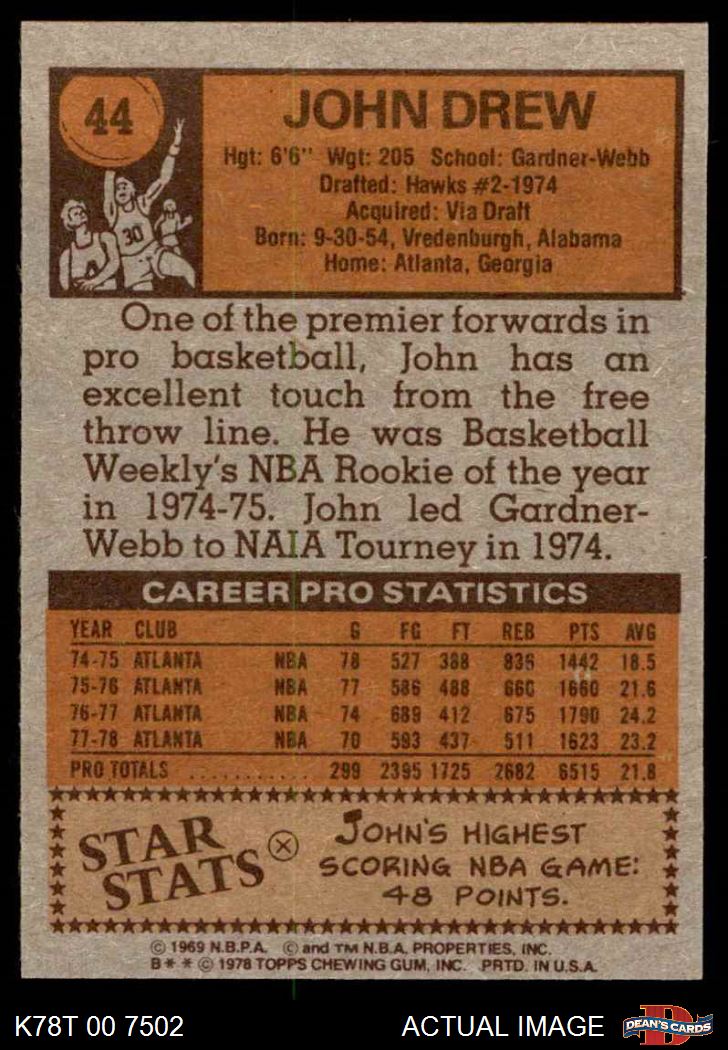 44
JOHN DREW
Hgt: 6'6" Wgt: 205 School: Gardner-Webb
Drafted: Hawks #2-1974
Acquired: Via Draft
Born: 9-30-54, Vredenburgh, Alabama
Home: Atlanta, Georgia
30
One of the premier forwards in
pro basketball, John has an
excellent touch from the free
throw line. He was Basketball
Weekly's NBA Rookie of the year
in 1974-75. John led Gardner-
Webb to NAIA Tourney in 1974.
CAREER PRO STATISTICS
YEAR CLUB G FG FT REB PTS AVG
74-75 ATLANTA NBA 78 527 388 836 1442 18.5
75-76 ATLANTA NBA 77 586 488 660 1660 21.6
76-77 ATLANTA NBA 74 689 412 675 1790 24.2
77-78 ATLANTA NBA 70 593 437 511 1623 23.2
PRO TOTALS ........... 299 2395 1725 2682 6515 21.8
STAR STATS
JOHN'S HIGHEST
SCORING NBA GAME:
48 POINTS.
© 1969 N.B.P.A. © and TM N.B.A. PROPERTIES, INC.
B* * © 1978 TOPPS CHEWING GUM, INC. PRTD. IN U.S.A.
K78T 00 7502 ACTUAL IMAGE DEAN'S CARDS